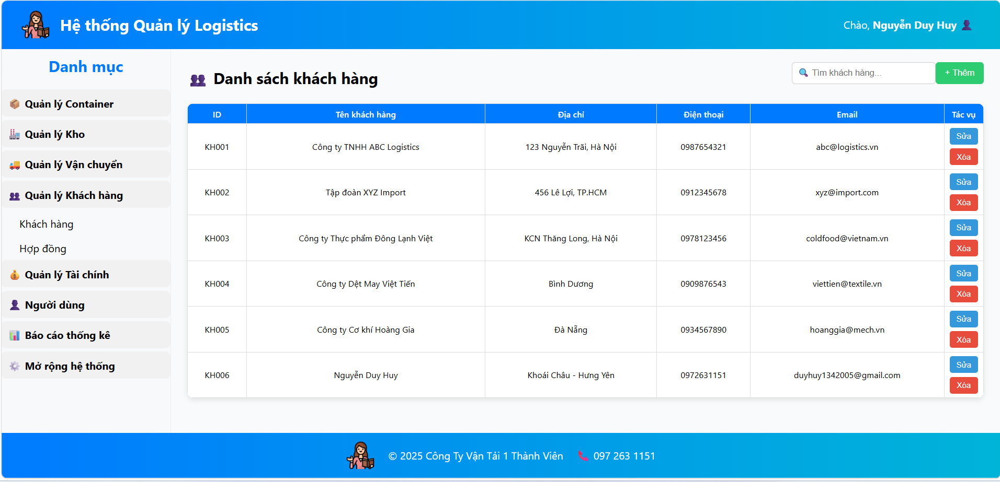 Hệ thống Quản lý Logistics
Chào, Nguyễn Duy Huy
Danh mục
Quản lý Container
Quản lý Kho
Quản lý Vận chuyển
Quản lý Khách hàng
Khách hàng
Hợp đồng
Quản lý Tài chính
Người dùng
Báo cáo thống kê
Mở rộng hệ thống
Danh sách khách hàng
Tìm khách hàng...
+ Thêm
ID Tên khách hàng Địa chỉ Điện thoại Email Tác vụ
KH001 Công ty TNHH ABC Logistics 123 Nguyễn Trãi, Hà Nội 0987654321 abc@logistics.vn Sửa
Xóa
KH002 Tập đoàn XYZ Import 456 Lê Lợi, TP.HCM 0912345678 xyz@import.com Sửa
Xóa
KH003 Công ty Thực phẩm Đông Lạnh Việt KCN Thăng Long, Hà Nội 0978123456 coldfood@vietnam.vn Sửa
Xóa
KH004 Công ty Dệt May Việt Tiến Bình Dương 0909876543 viettien@textile.vn Sửa
Xóa
KH005 Công ty Cơ khí Hoàng Gia Đà Nẵng 0934567890 hoanggia@mech.vn Sửa
Xóa
KH006 Nguyễn Duy Huy Khoái Châu - Hưng Yên 0972631151 duyhuy1342005@gmail.com Sửa
Xóa
© 2025 Công Ty Vận Tải 1 Thành Viên 097 263 1151